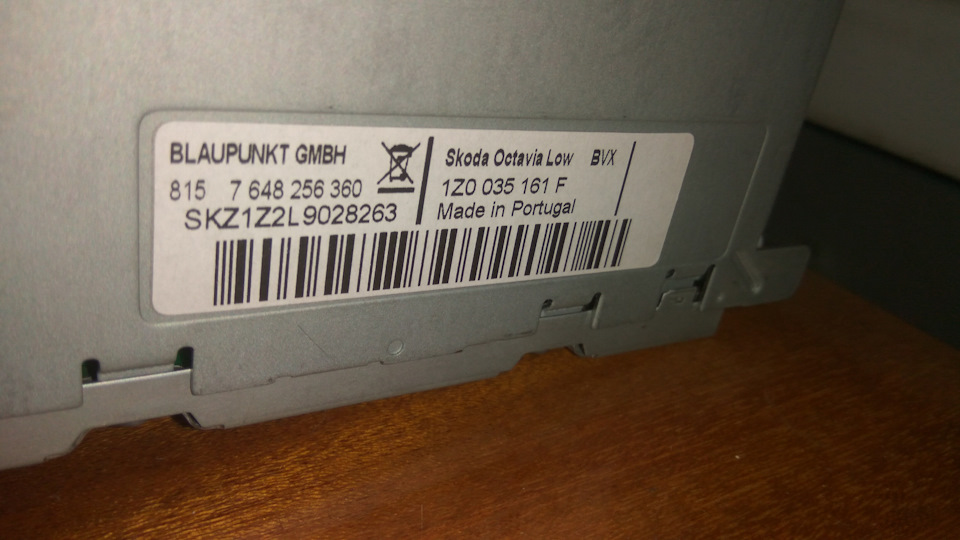 BLAUPUNKT GMBH
815 7 648 256 360
SKZ1Z2L9028263
Skoda Octavia Low BVX
1Z0 035 161 F
Made in Portugal